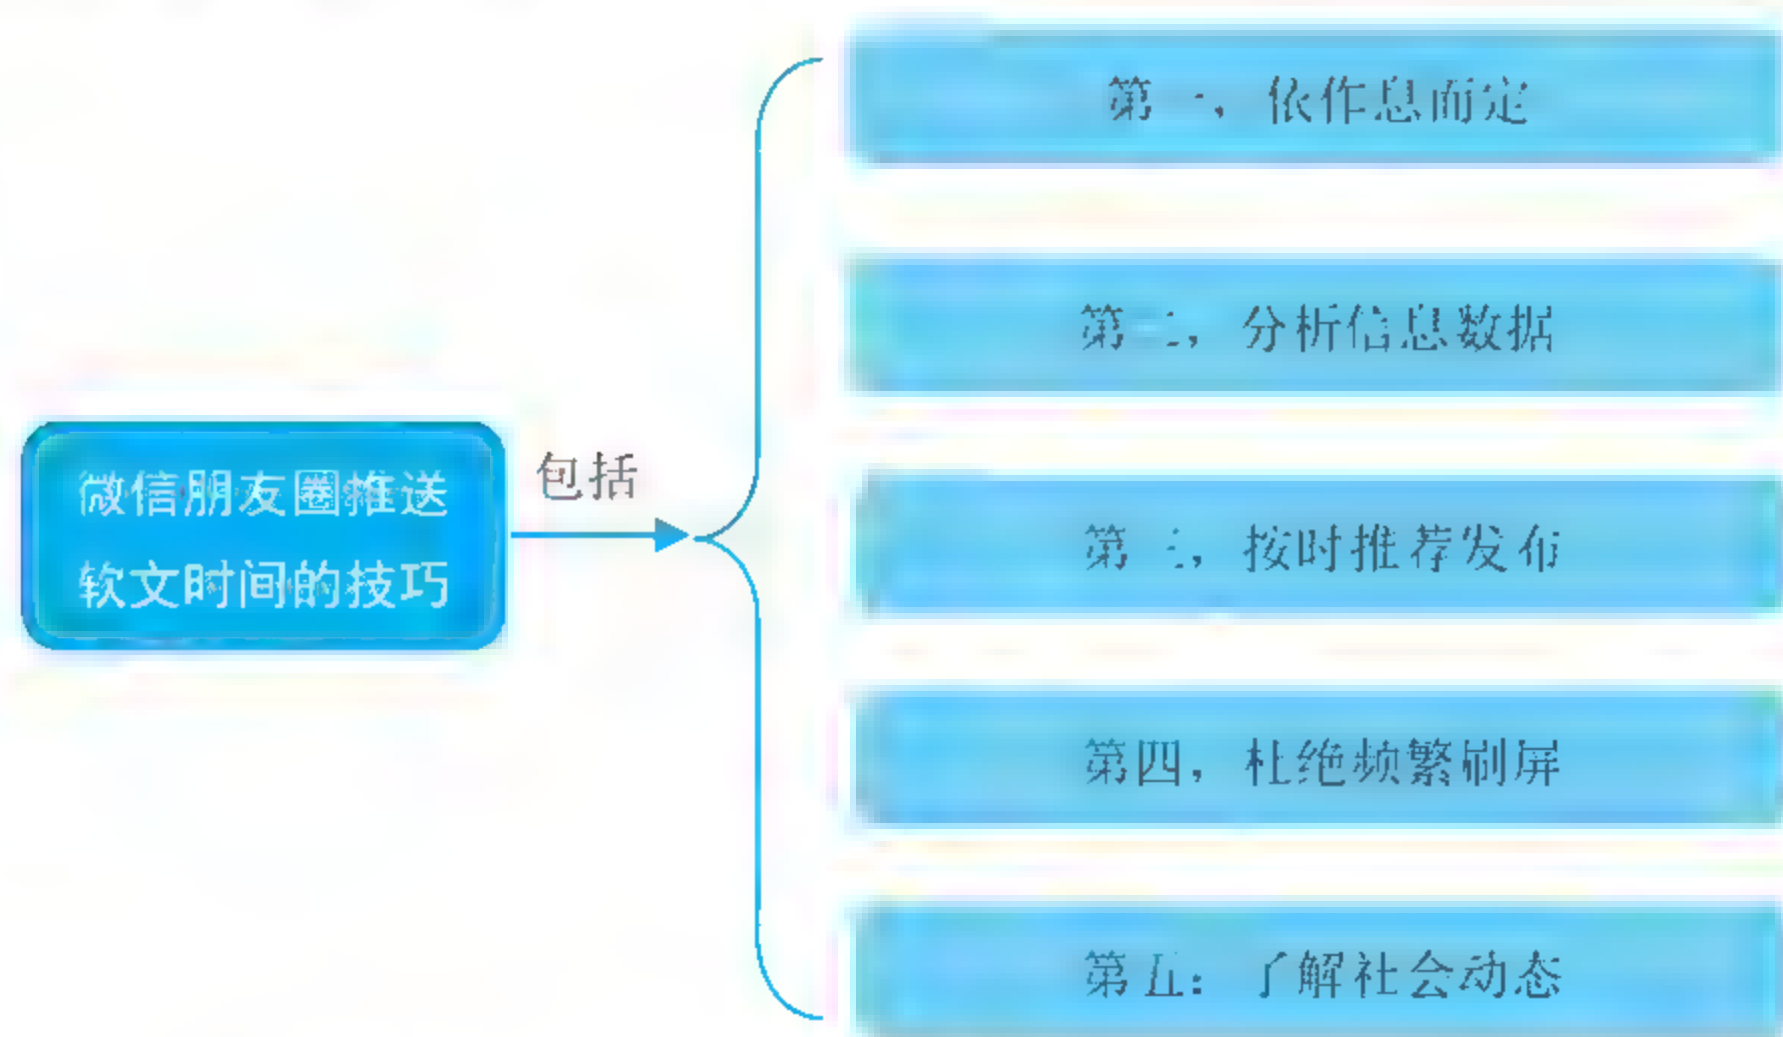 微信朋友圈推送
软文时间的技巧
包括
第一，依作息而定
第二，分析信息数据
第三，按时推荐发布
第四，杜绝频繁刷屏
第五：了解社会动态